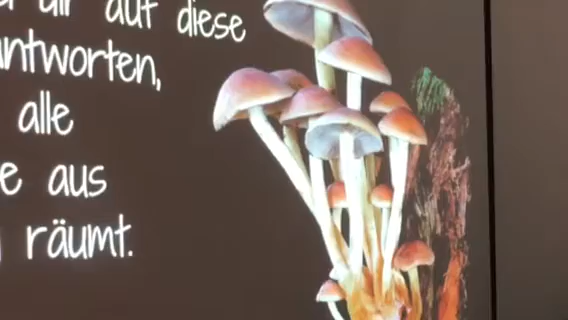 dir auf diese
antworten,
alle
aus
räumt.